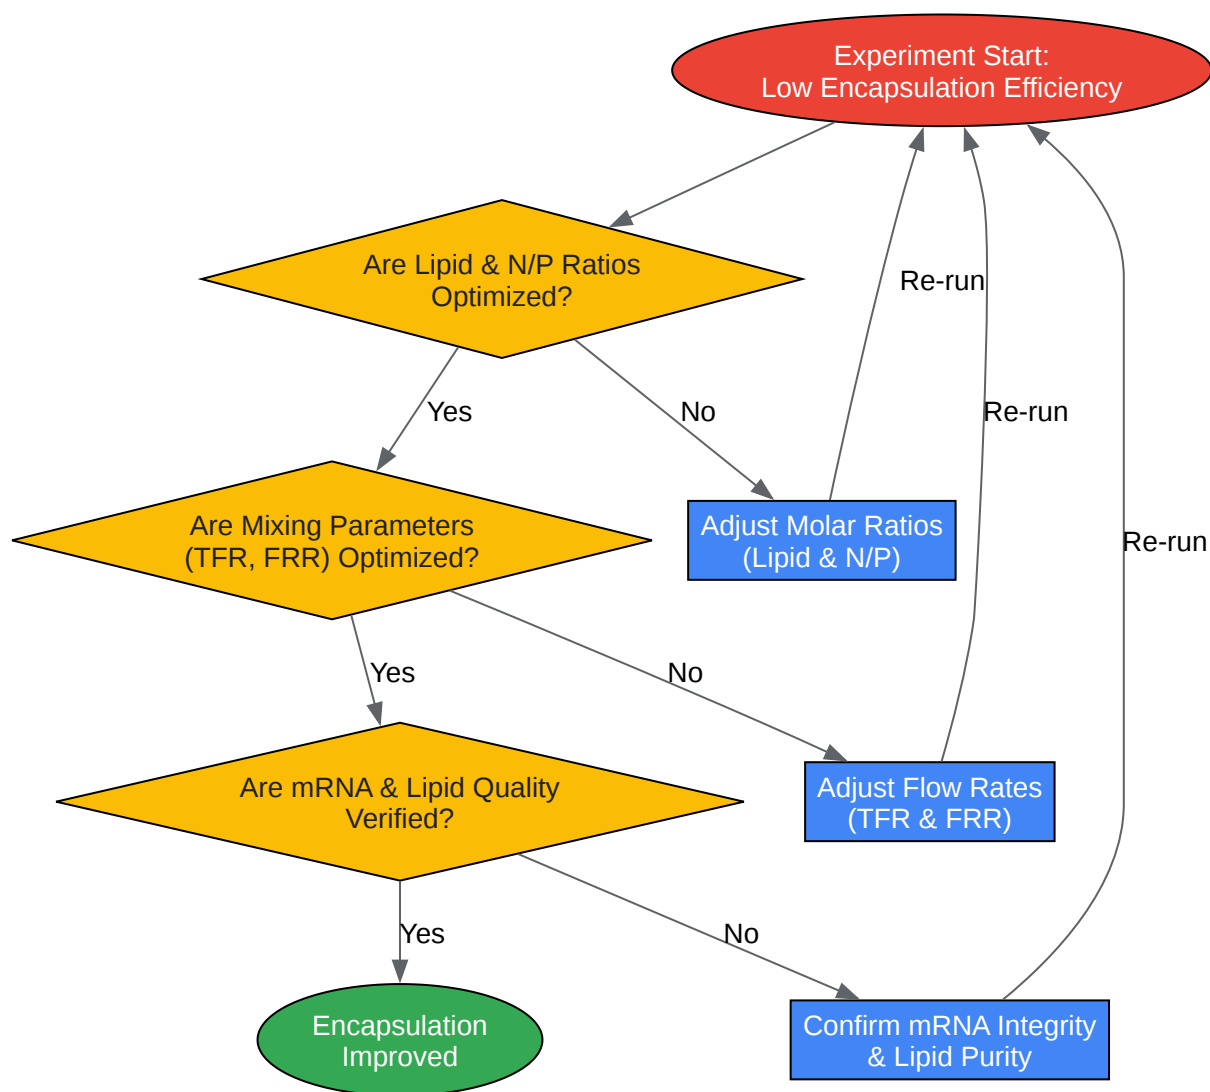 Experiment Start:
Low Encapsulation Efficiency
Are Lipid & N/P Ratios
Optimized?
Re-run
Yes
No
Re-run
Are Mixing Parameters
(TFR, FRR) Optimized?
Adjust Molar Ratios
(Lipid & N/P)
Re-run
Yes
No
Are mRNA & Lipid Quality
Verified?
Adjust Flow Rates
(TFR & FRR)
Yes
No
Encapsulation
Improved
Confirm mRNA Integrity
& Lipid Purity